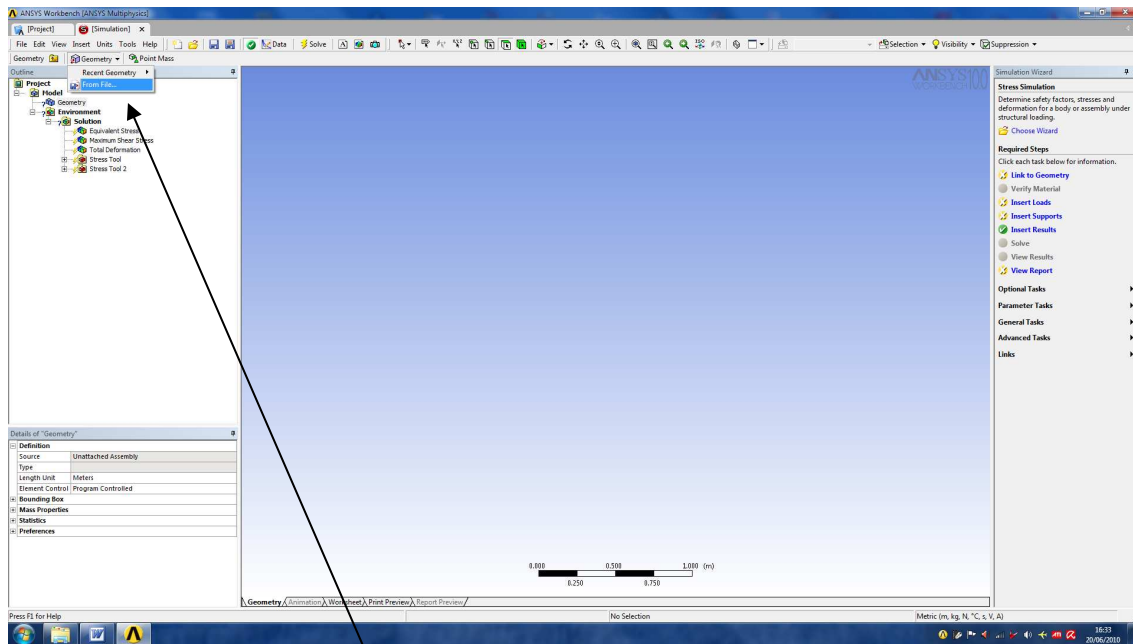 ANSYS Workbench [ANSYS Multiphysics]
[Project] [Simulation]
File Edit View Insert Units Tools Help Data Solve Selection Visibility Suppression
Geometry Geometry Point Mass
Recent Geometry
From File...
Outline
Project
Model
Geometry
Environment
Solution
Equivalent Stress
Maximum Shear Stress
Total Deformation
Stress Tool
Stress Tool 2
Details of "Geometry"
Definition
Source Unattached Assembly
Type
Length Unit Meters
Element Control Program Controlled
Bounding Box
Mass Properties
Statistics
Preferences
ANSYS 10.0
WORKBENCH
0.000 0.500 1.000 (m)
0.250 0.750
Geometry Animation Worksheet Print Preview Report Preview
Simulation Wizard
Stress Simulation
Determine safety factors, stresses and
deformation for a body or assembly under
structural loading.
Choose Wizard
Required Steps
Click each task below for information.
Link to Geometry
Verify Material
Insert Loads
Insert Supports
Insert Results
Solve
View Results
View Report
Optional Tasks
Parameter Tasks
General Tasks
Advanced Tasks
Links
Press F1 for Help No Selection Metric (m, kg, N, °C, s, V, A)
16:33
20/06/2010